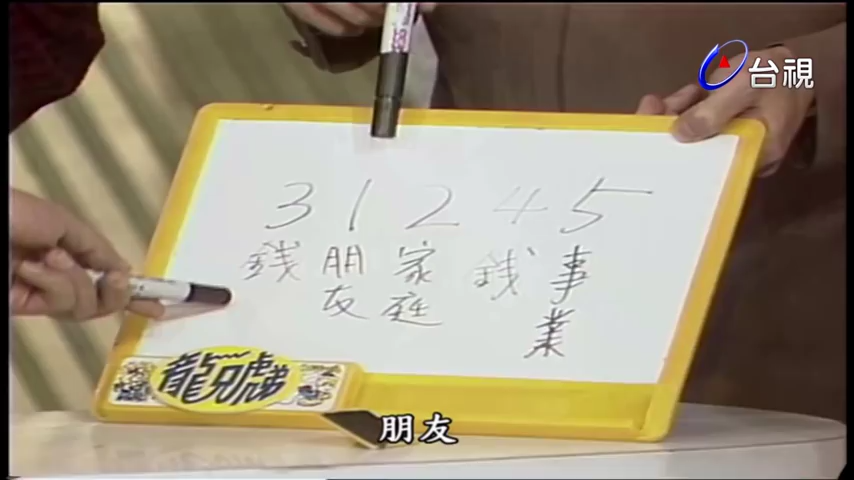 台視
3 1 2 4 5
錢 朋友 家庭 錢 事業
龍兄虎弟
朋友